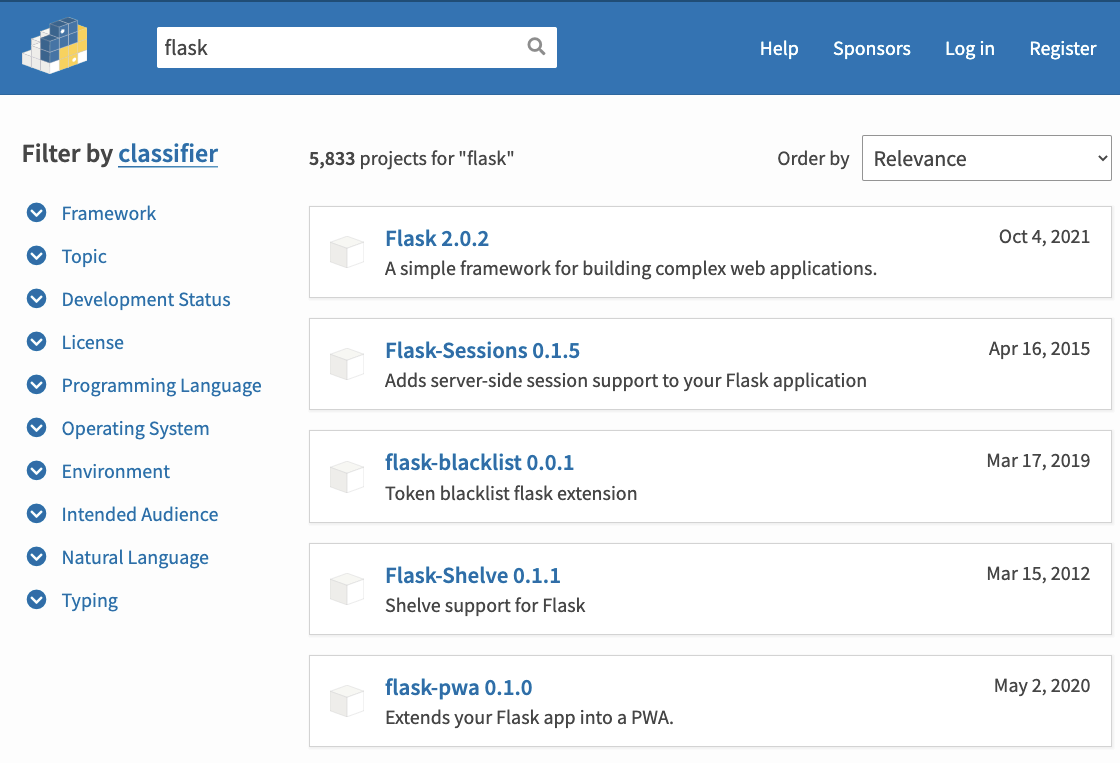 flask
Help Sponsors Log in Register
Filter by classifier
Framework
Topic
Development Status
License
Programming Language
Operating System
Environment
Intended Audience
Natural Language
Typing
5,833 projects for "flask"
Order by Relevance
Flask 2.0.2
Oct 4, 2021
A simple framework for building complex web applications.
Flask-Sessions 0.1.5
Apr 16, 2015
Adds server-side session support to your Flask application
flask-blacklist 0.0.1
Mar 17, 2019
Token blacklist flask extension
Flask-Shelve 0.1.1
Mar 15, 2012
Shelve support for Flask
flask-pwa 0.1.0
May 2, 2020
Extends your Flask app into a PWA.